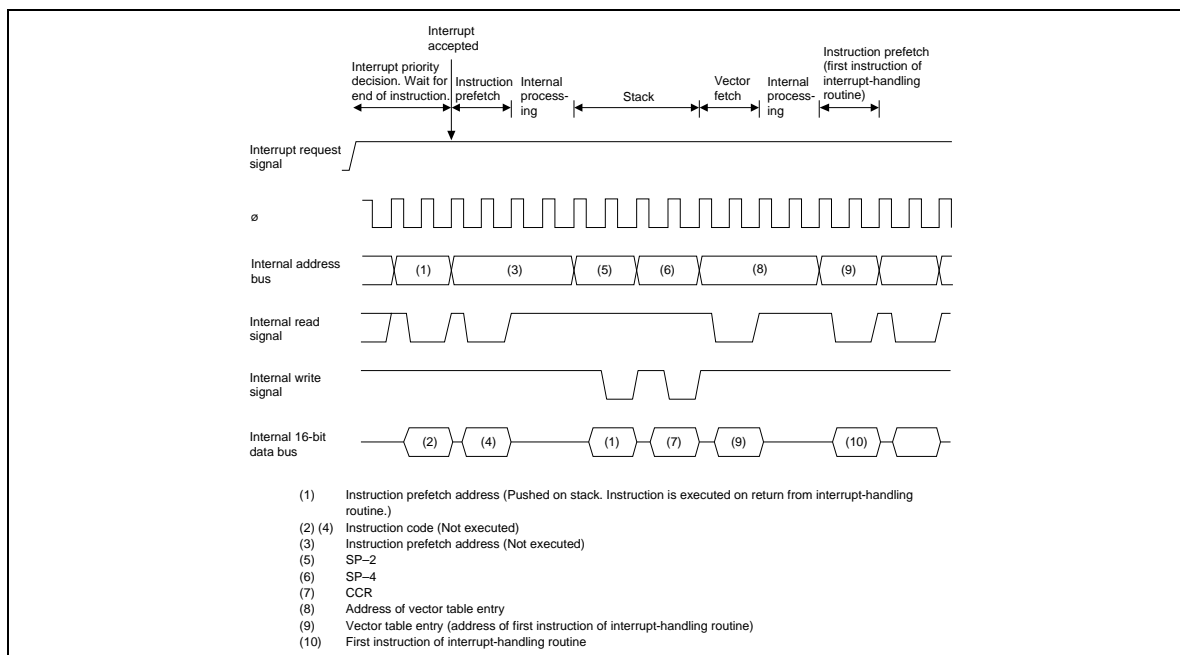 Interrupt
accepted
Interrupt priority
decision. Wait for
end of instruction.
Instruction
prefetch
Internal
process-
ing
Stack
Vector
fetch
Internal
process-
ing
Instruction prefetch
(first instruction of
interrupt-handling
routine)
Interrupt request
signal
ø
Internal address
bus
(1) (3) (5) (6) (8) (9)
Internal read
signal
Internal write
signal
Internal 16-bit
data bus
(2) (4) (1) (7) (9) (10)
(1) Instruction prefetch address (Pushed on stack. Instruction is executed on return from interrupt-handling
routine.)
(2) (4) Instruction code (Not executed)
(3) Instruction prefetch address (Not executed)
(5) SP–2
(6) SP–4
(7) CCR
(8) Address of vector table entry
(9) Vector table entry (address of first instruction of interrupt-handling routine)
(10) First instruction of interrupt-handling routine